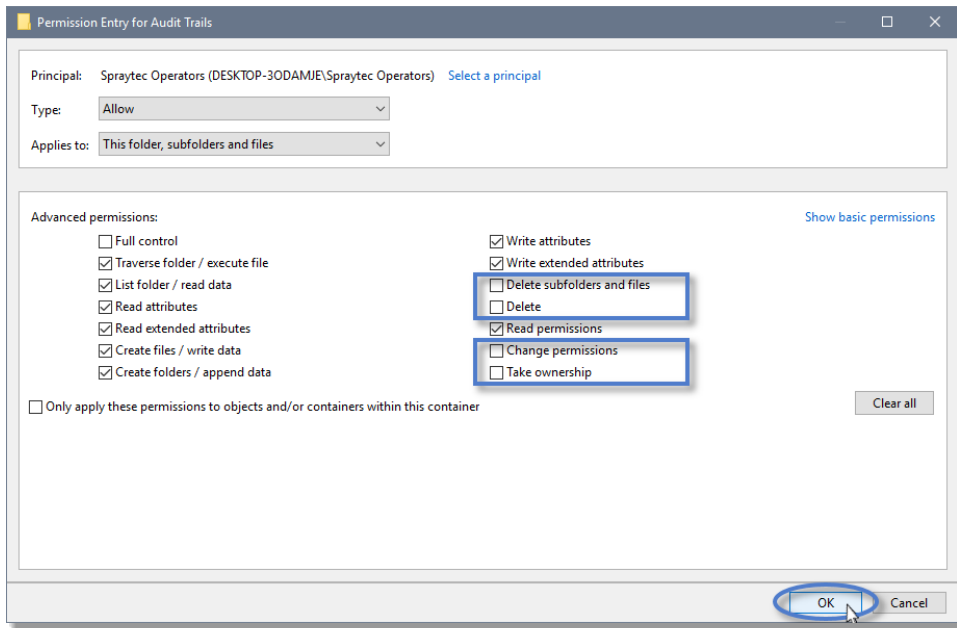 Permission Entry for Audit Trails
Principal: Spraytec Operators (DESKTOP-3ODAMJE\Spraytec Operators) Select a principal
Type: Allow
Applies to: This folder, subfolders and files
Advanced permissions: Show basic permissions
Full control
Traverse folder / execute file
List folder / read data
Read attributes
Read extended attributes
Create files / write data
Create folders / append data
Write attributes
Write extended attributes
Delete subfolders and files
Delete
Read permissions
Change permissions
Take ownership
Only apply these permissions to objects and/or containers within this container
Clear all
OK Cancel